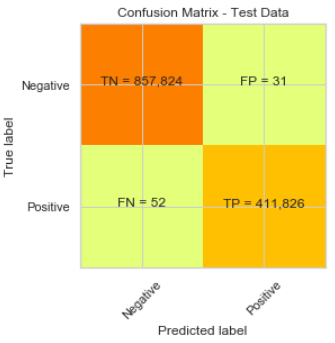 Confusion Matrix - Test Data
True label
Negative
TN = 857,824
FP = 31
Positive
FN = 52
TP = 411,826
Negative
Positive
Predicted label